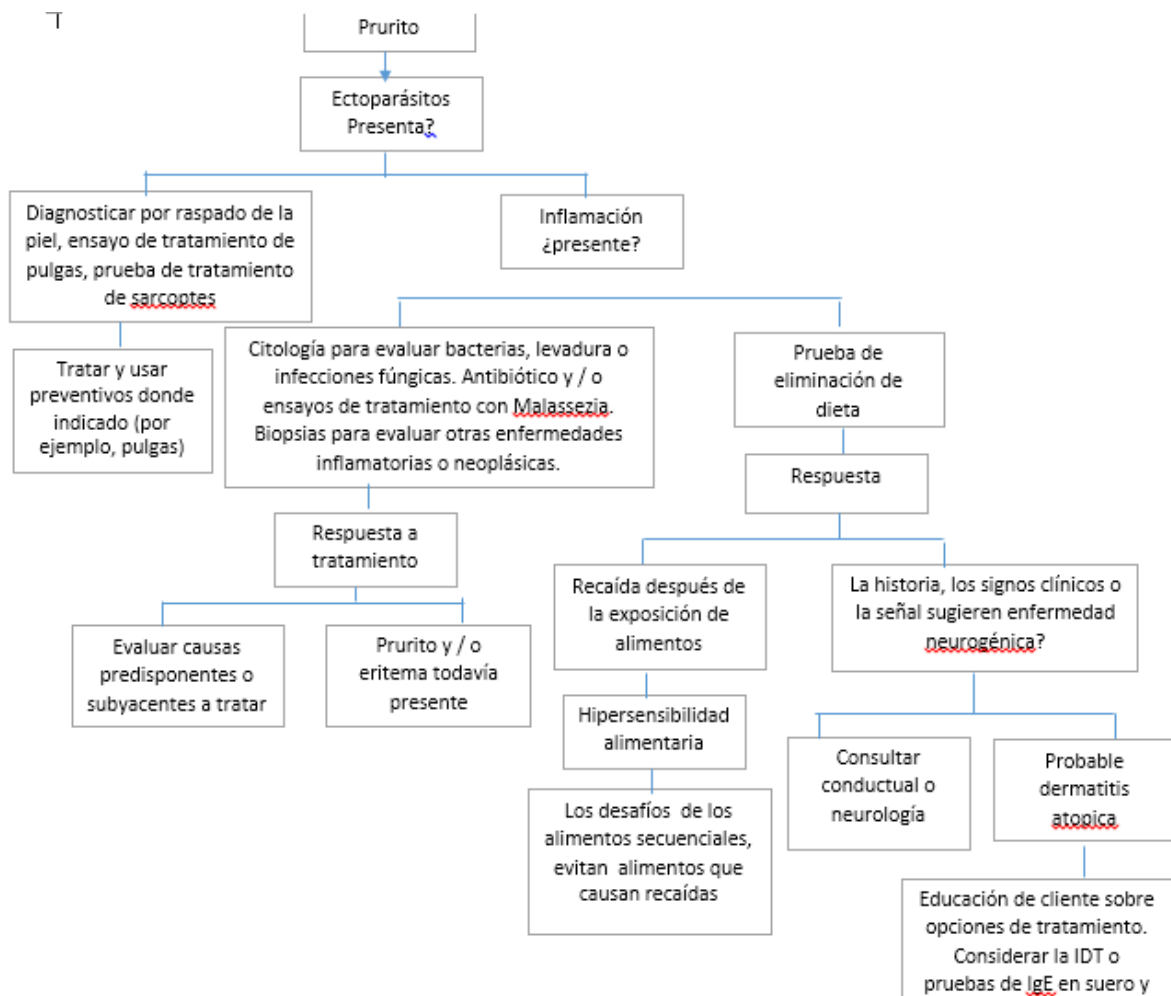 Prurito
Ectoparásitos
Presenta?
Diagnosticar por raspado de la
piel, ensayo de tratamiento de
pulgas, prueba de tratamiento
de sarcoptes
Inflamación
¿presente?
Tratar y usar
preventivos donde
indicado (por
ejemplo, pulgas)
Citología para evaluar bacterias, levadura o
infecciones fúngicas. Antibiótico y / o
ensayos de tratamiento con Malassezia.
Biopsias para evaluar otras enfermedades
inflamatorias o neoplásicas.
Prueba de
eliminación de
dieta
Respuesta
Respuesta a
tratamiento
Evaluar causas
predisponentes o
subyacentes a tratar
Prurito y / o
eritema todavía
presente
Recaída después de
la exposición de
alimentos
La historia, los signos clínicos o
la señal sugieren enfermedad
neurogénica?
Hipersensibilidad
alimentaria
Los desafíos de los
alimentos secuenciales,
evitan alimentos que
causan recaídas
Consultar
conductual o
neurología
Probable
dermatitis
atopica
Educación de cliente sobre
opciones de tratamiento.
Considerar la IDT o
pruebas de IgE en suero y